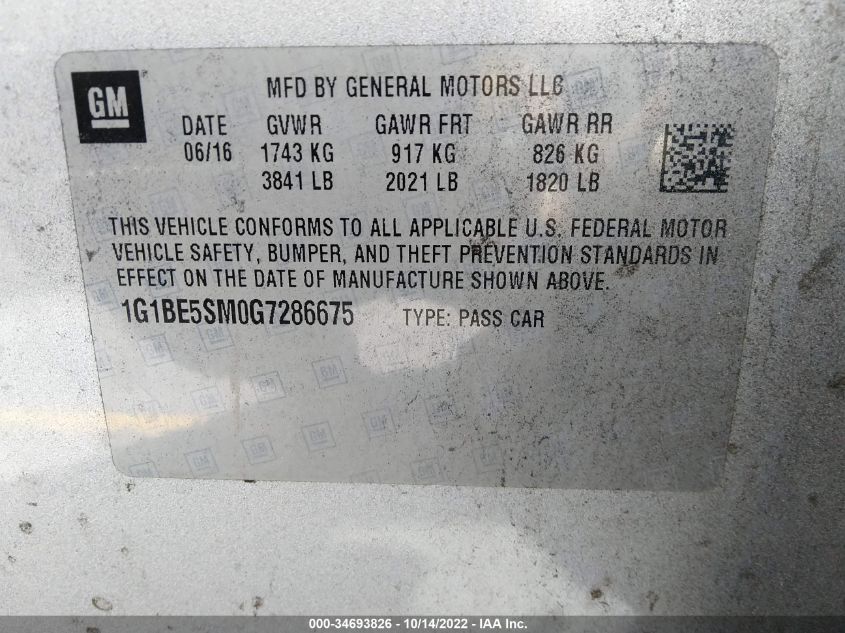 GM
MFD BY GENERAL MOTORS LLC
DATE GVWR GAWR FRT GAWR RR
06/16 1743 KG 917 KG 826 KG
3841 LB 2021 LB 1820 LB
THIS VEHICLE CONFORMS TO ALL APPLICABLE U.S. FEDERAL MOTOR
VEHICLE SAFETY, BUMPER, AND THEFT PREVENTION STANDARDS IN
EFFECT ON THE DATE OF MANUFACTURE SHOWN ABOVE.
1G1BE5SM0G7286675 TYPE: PASS CAR
000-34693826 - 10/14/2022 - IAA Inc.